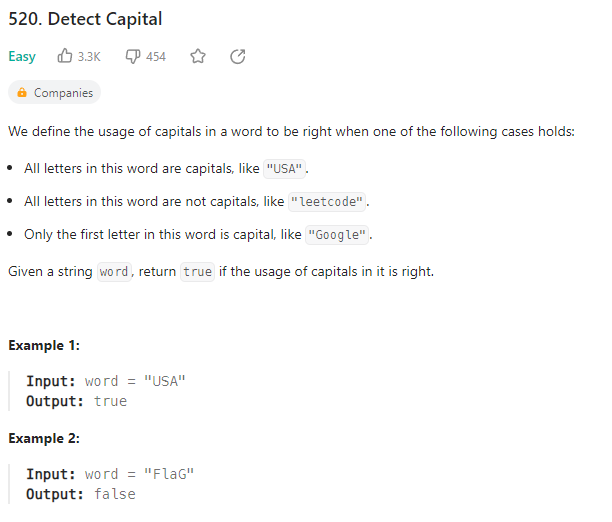 520. Detect Capital
Easy 3.3K 454
Companies
We define the usage of capitals in a word to be right when one of the following cases holds:
• All letters in this word are capitals, like "USA".
• All letters in this word are not capitals, like "leetcode".
• Only the first letter in this word is capital, like "Google".
Given a string word, return true if the usage of capitals in it is right.
Example 1:
Input: word = "USA"
Output: true
Example 2:
Input: word = "FlaG"
Output: false